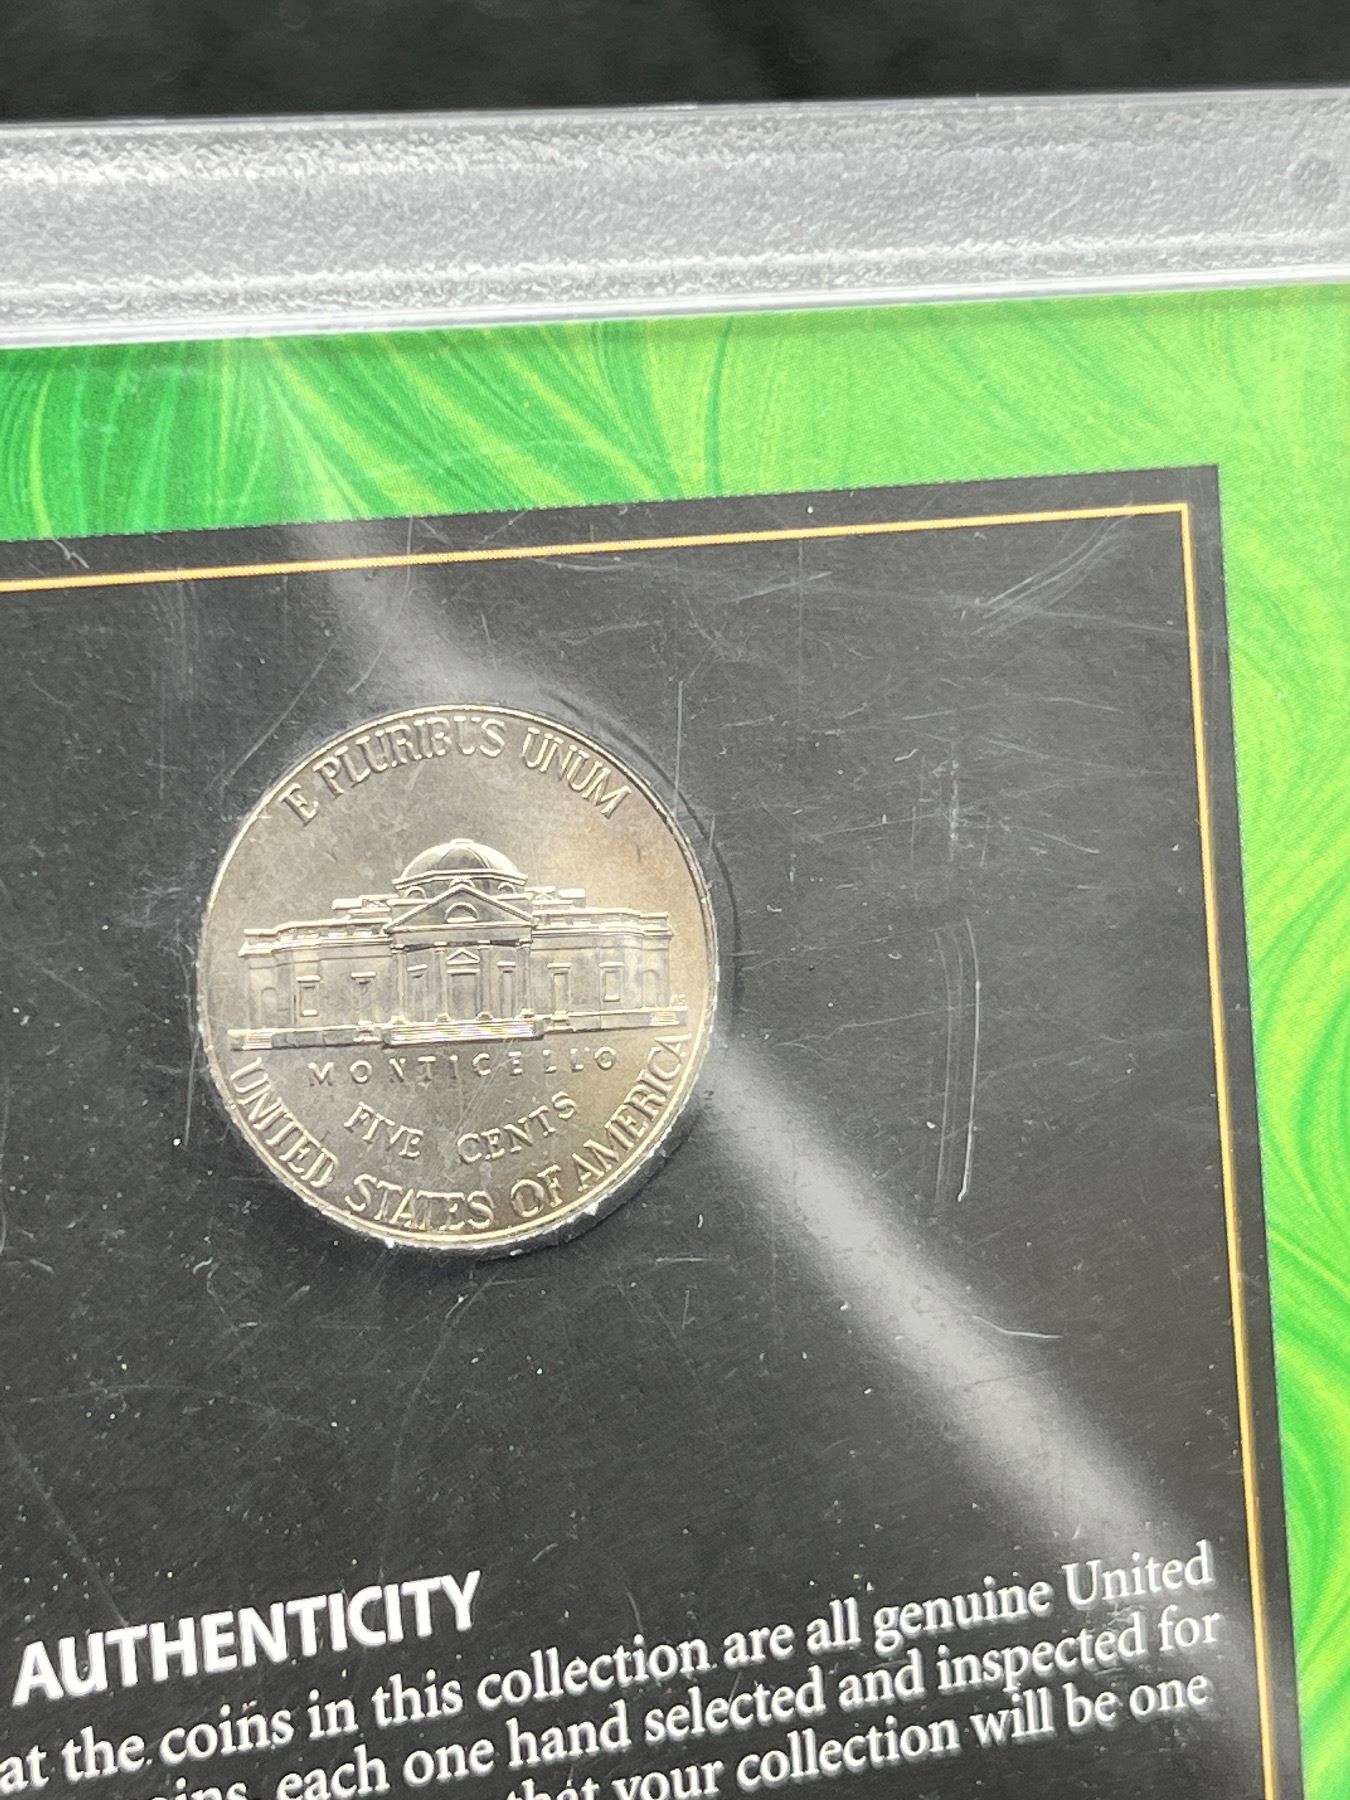 E PLURIBUS UNUM
MONTICELLO
FIVE CENTS
UNITED STATES OF AMERICA
AUTHENTICITY
at the coins in this collection are all genuine United
each one hand selected and inspected for
that your collection will be one